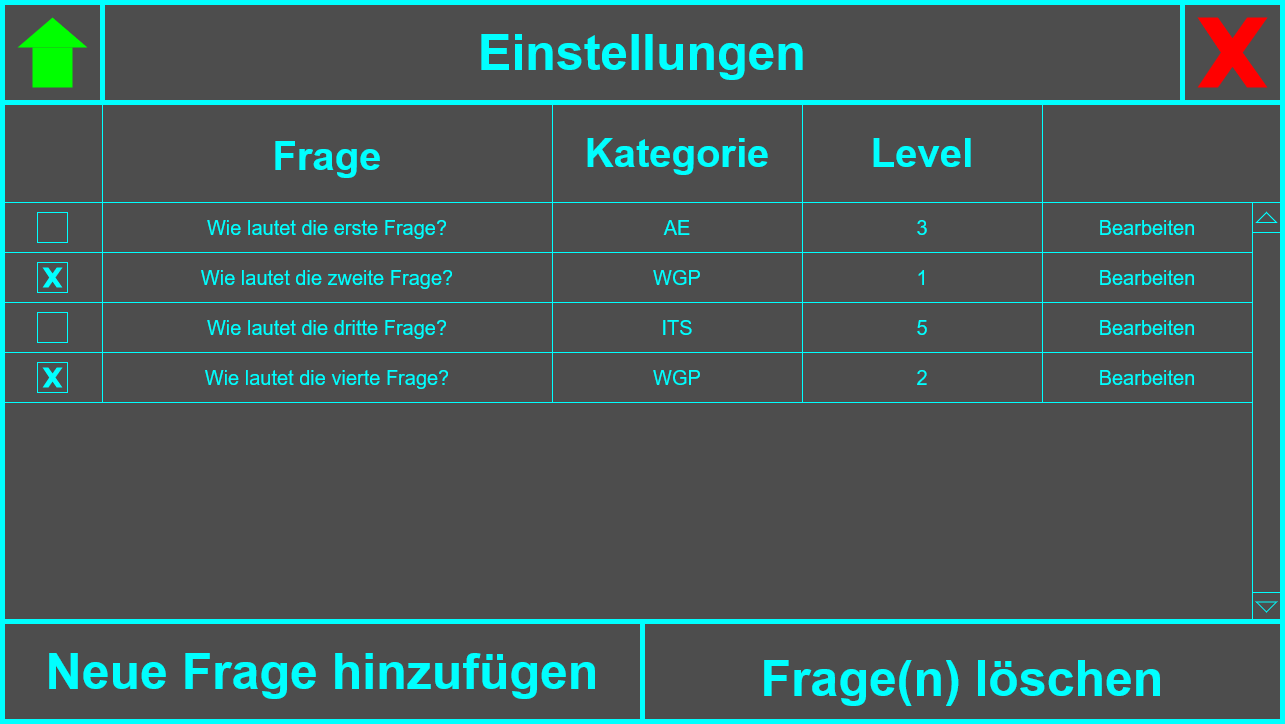 Einstellungen X
Frage Kategorie Level
Wie lautet die erste Frage? AE 3 Bearbeiten
X Wie lautet die zweite Frage? WGP 1 Bearbeiten
Wie lautet die dritte Frage? ITS 5 Bearbeiten
X Wie lautet die vierte Frage? WGP 2 Bearbeiten
Neue Frage hinzufügen Frage(n) löschen